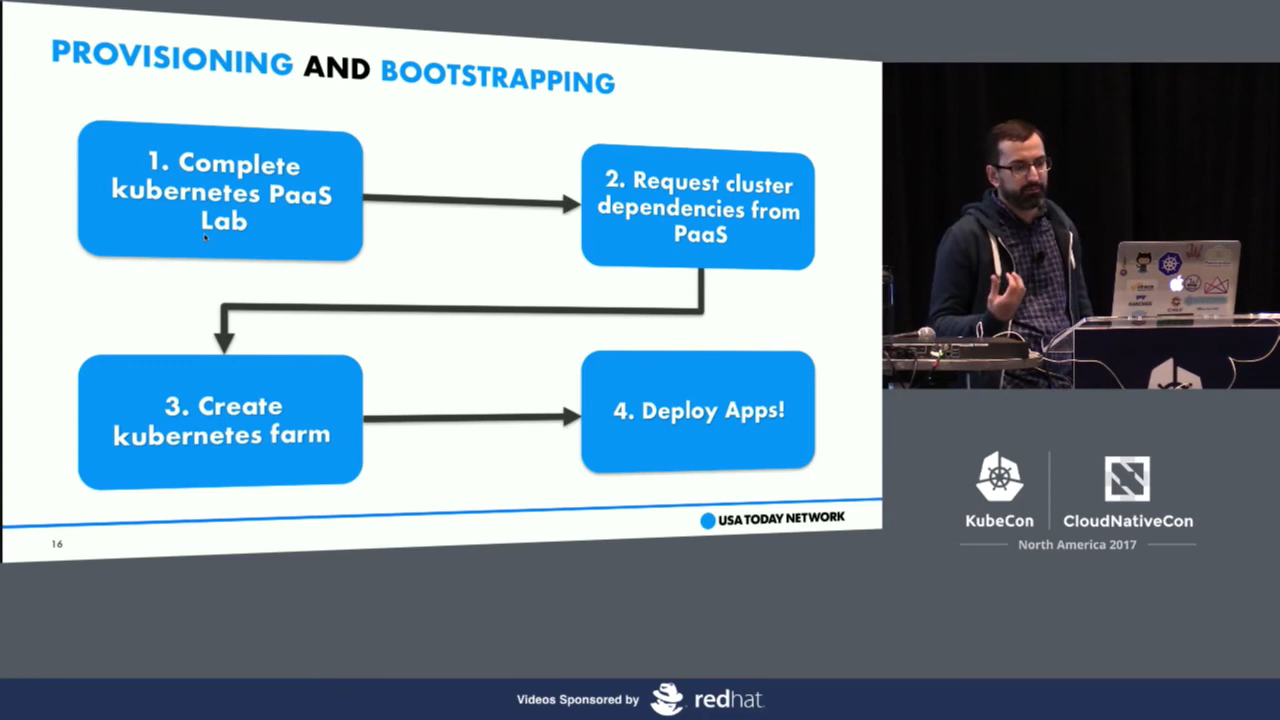 PROVISIONING AND BOOTSTRAPPING
1. Complete
kubernetes PaaS
Lab
2. Request cluster
dependencies from
PaaS
3. Create
kubernetes farm
4. Deploy Apps!
USA TODAY NETWORK
16
KubeCon
CloudNativeCon
North America 2017
Videos Sponsored by
redhat